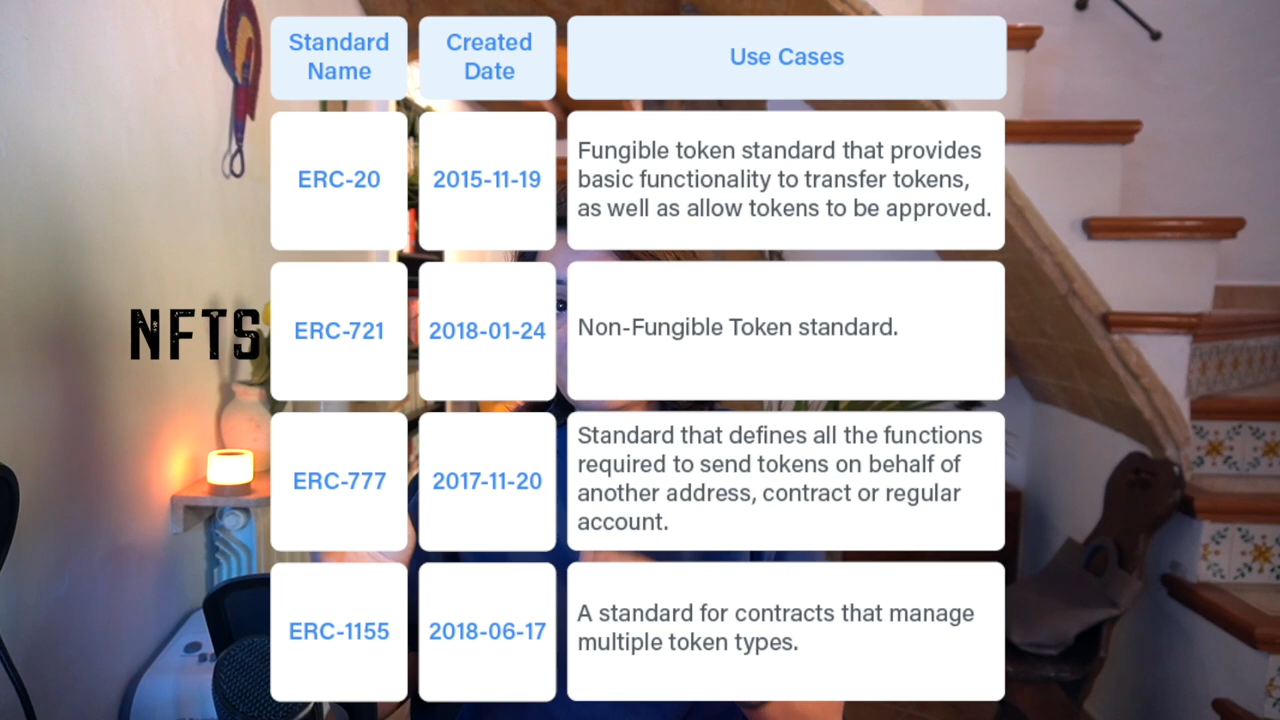 Standard
Name
Created
Date
Use Cases
ERC-20
2015-11-19
Fungible token standard that provides
basic functionality to transfer tokens,
as well as allow tokens to be approved.
NFTS
ERC-721
2018-01-24
Non-Fungible Token standard.
ERC-777
2017-11-20
Standard that defines all the functions
required to send tokens on behalf of
another address, contract or regular
account.
ERC-1155
2018-06-17
A standard for contracts that manage
multiple token types.